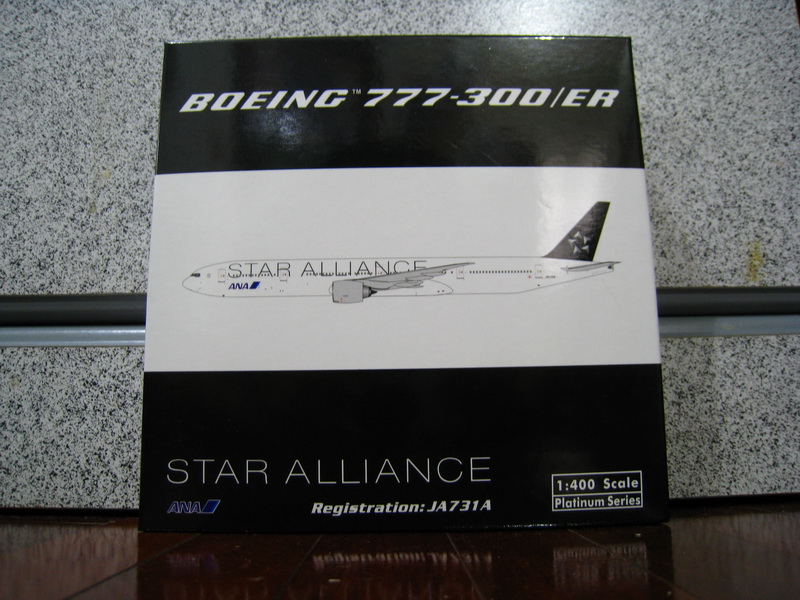 BOEING™ 777-300/ER
STAR ALLIANCE
ANA
STAR ALLIANCE
ANA
Registration: JA731A
1:400 Scale
Platinum Series